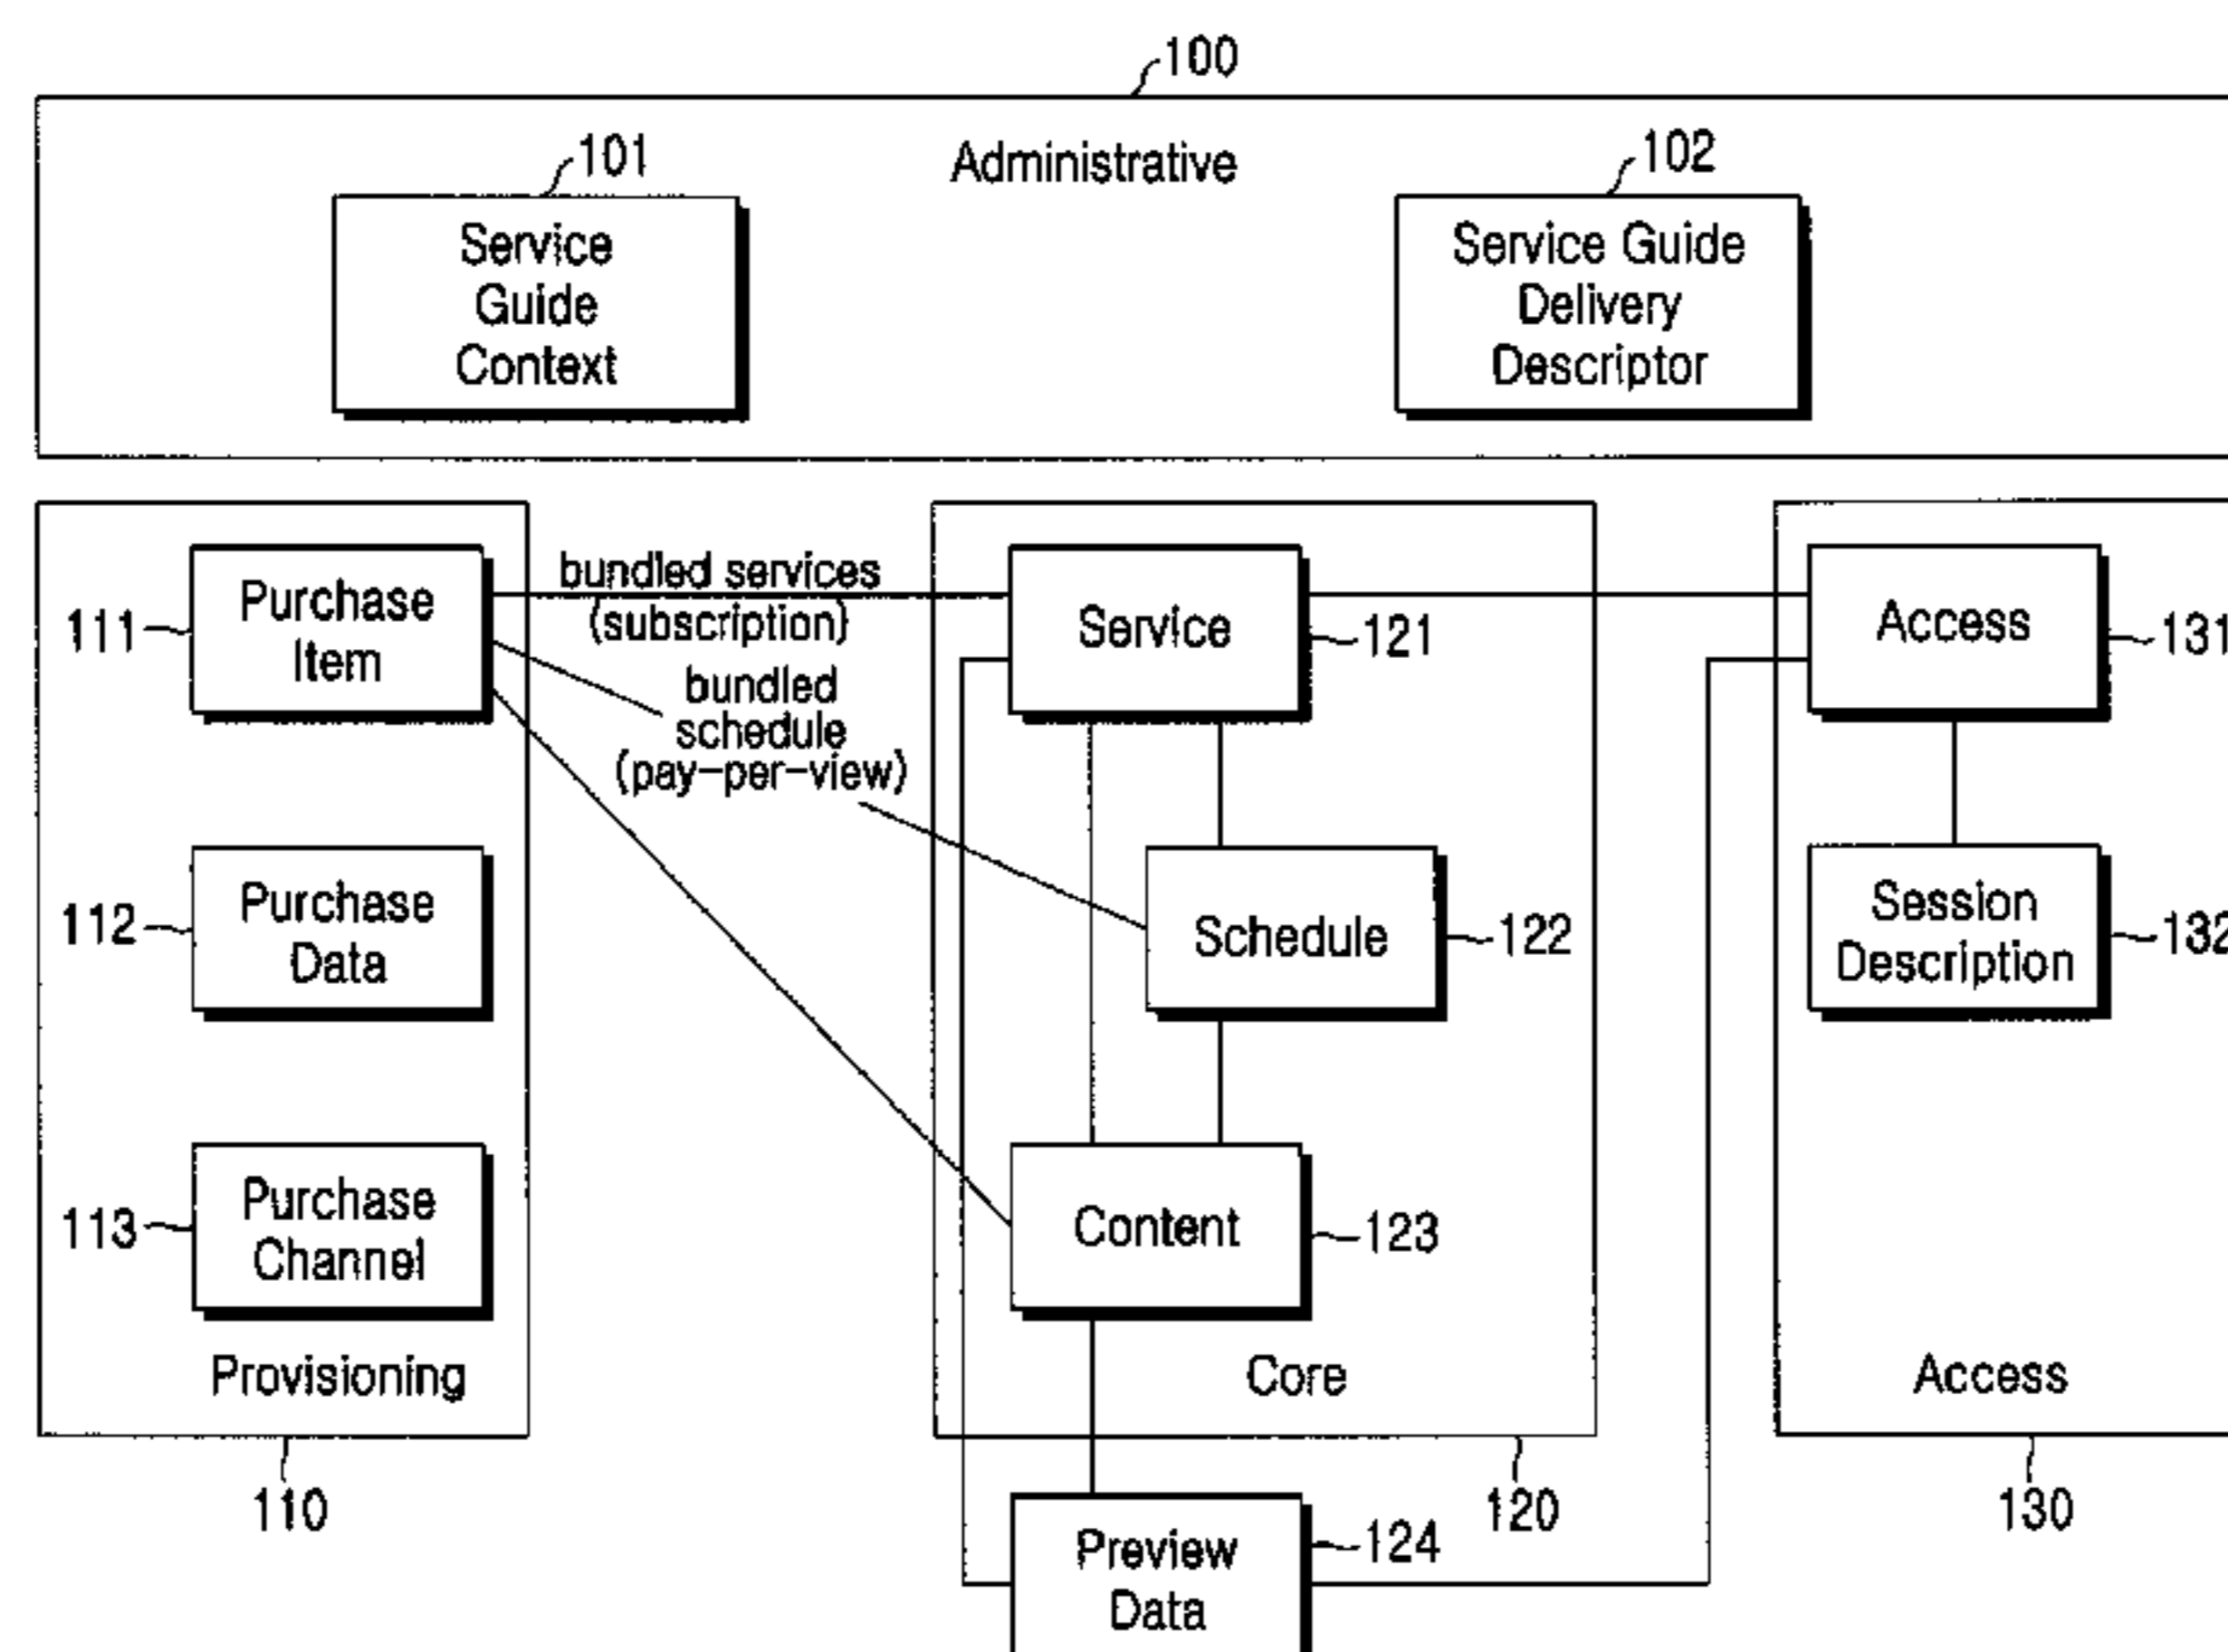 100
Administrative
101
Service
Guide
Context
102
Service Guide
Delivery
Descriptor
111
Purchase
Item
112
Purchase
Data
113
Purchase
Channel
Provisioning
110
bundled services
(subscription)
bundled
schedule
(pay-per-view)
Service
121
Schedule
122
Content
123
Core
120
Preview
Data
124
Access
131
Session
Description
132
Access
130